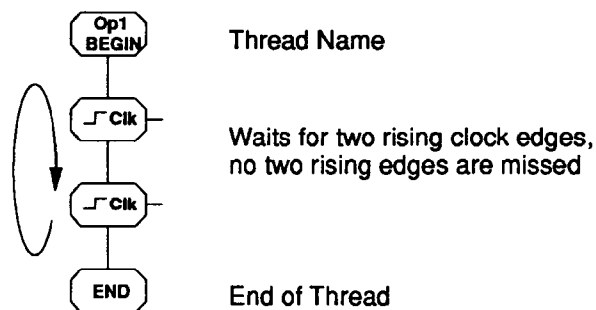 Op1
BEGIN
Thread Name
Clk
Waits for two rising clock edges,
no two rising edges are missed
Clk
END
End of Thread